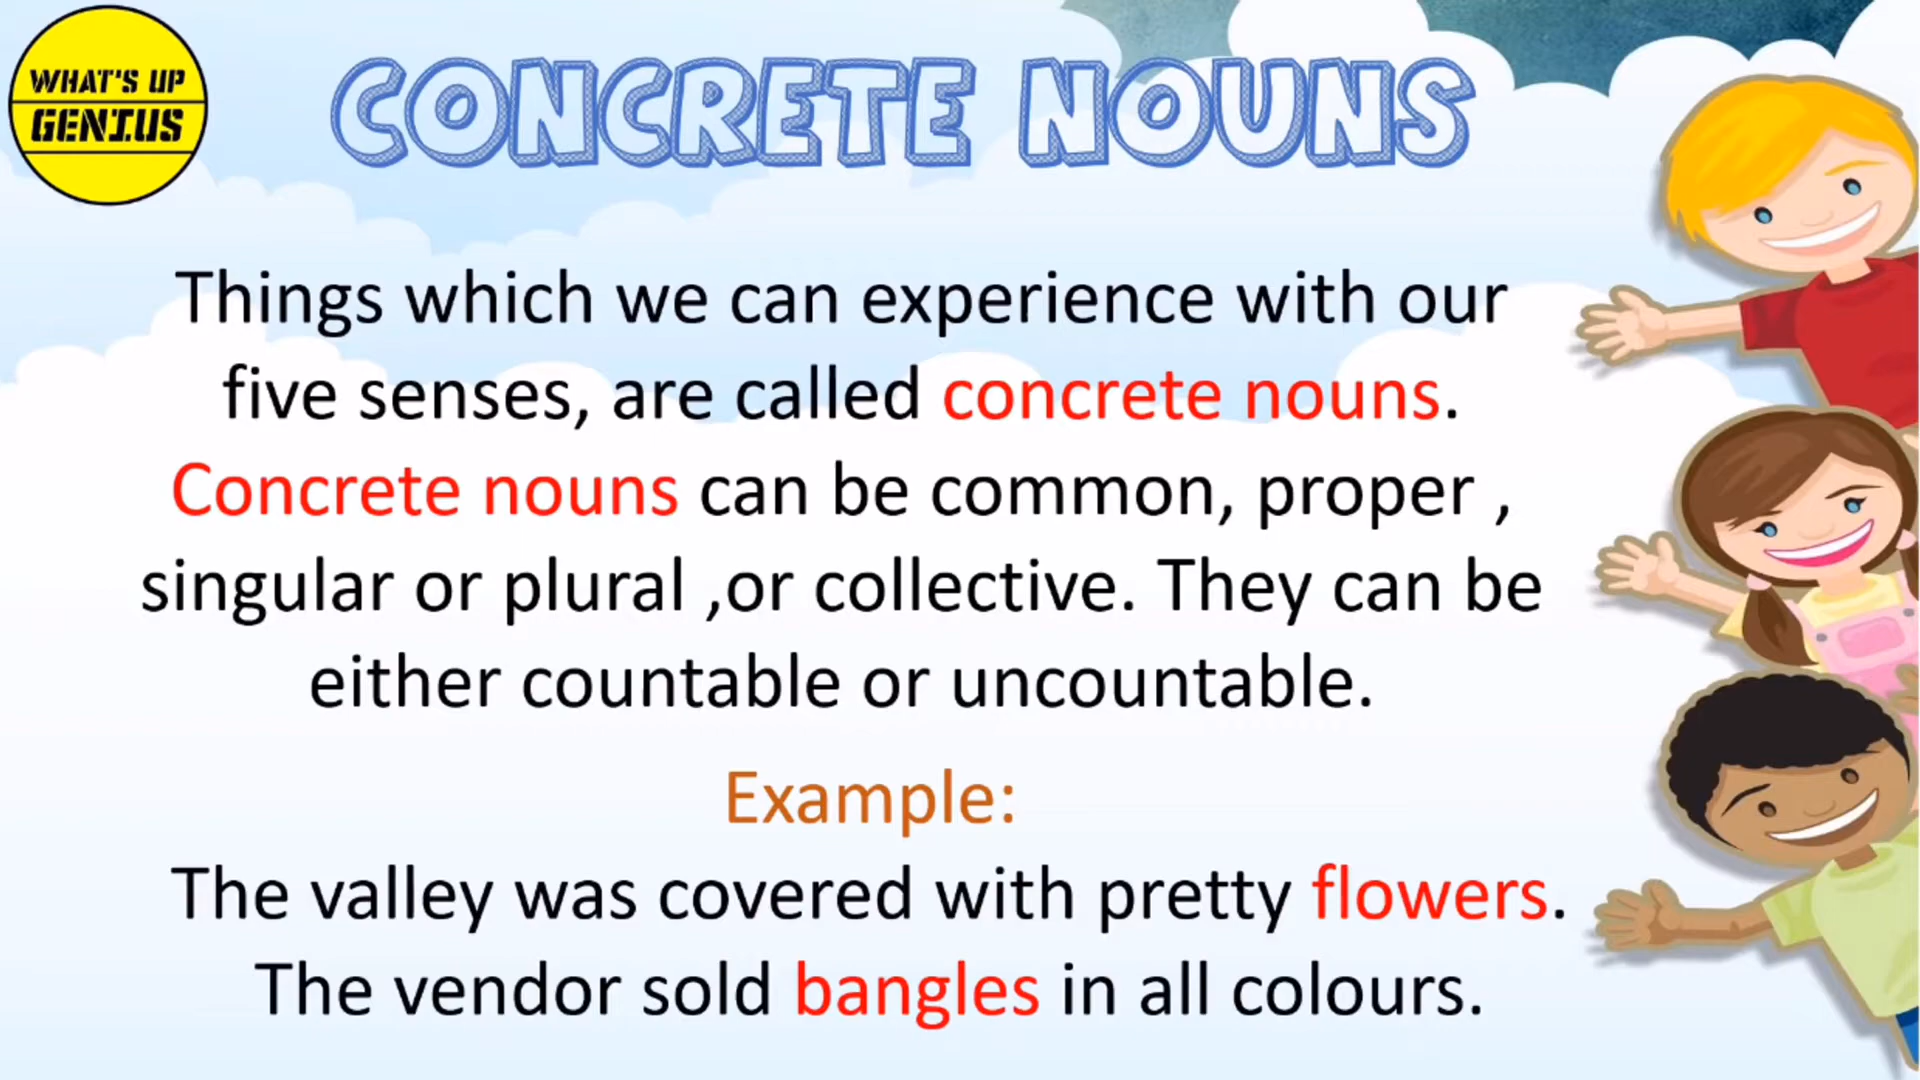 WHAT'S UP
GENIUS
CONCRETE NOUNS
Things which we can experience with our
five senses, are called concrete nouns.
Concrete nouns can be common, proper ,
singular or plural ,or collective. They can be
either countable or uncountable.
Example:
The valley was covered with pretty flowers.
The vendor sold bangles in all colours.